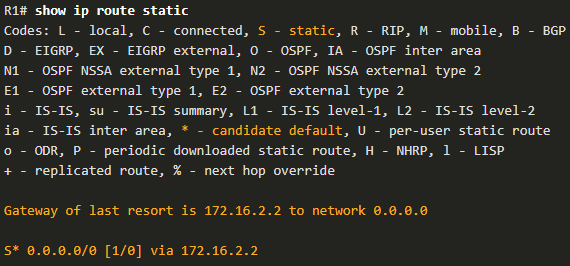 R1# show ip route static
Codes: L - local, C - connected, S - static, R - RIP, M - mobile, B - BGP
D - EIGRP, EX - EIGRP external, O - OSPF, IA - OSPF inter area
N1 - OSPF NSSA external type 1, N2 - OSPF NSSA external type 2
E1 - OSPF external type 1, E2 - OSPF external type 2
i - IS-IS, su - IS-IS summary, L1 - IS-IS level-1, L2 - IS-IS level-2
ia - IS-IS inter area, * - candidate default, U - per-user static route
o - ODR, P - periodic downloaded static route, H - NHRP, l - LISP
+ - replicated route, % - next hop override
Gateway of last resort is 172.16.2.2 to network 0.0.0.0
S* 0.0.0.0/0 [1/0] via 172.16.2.2